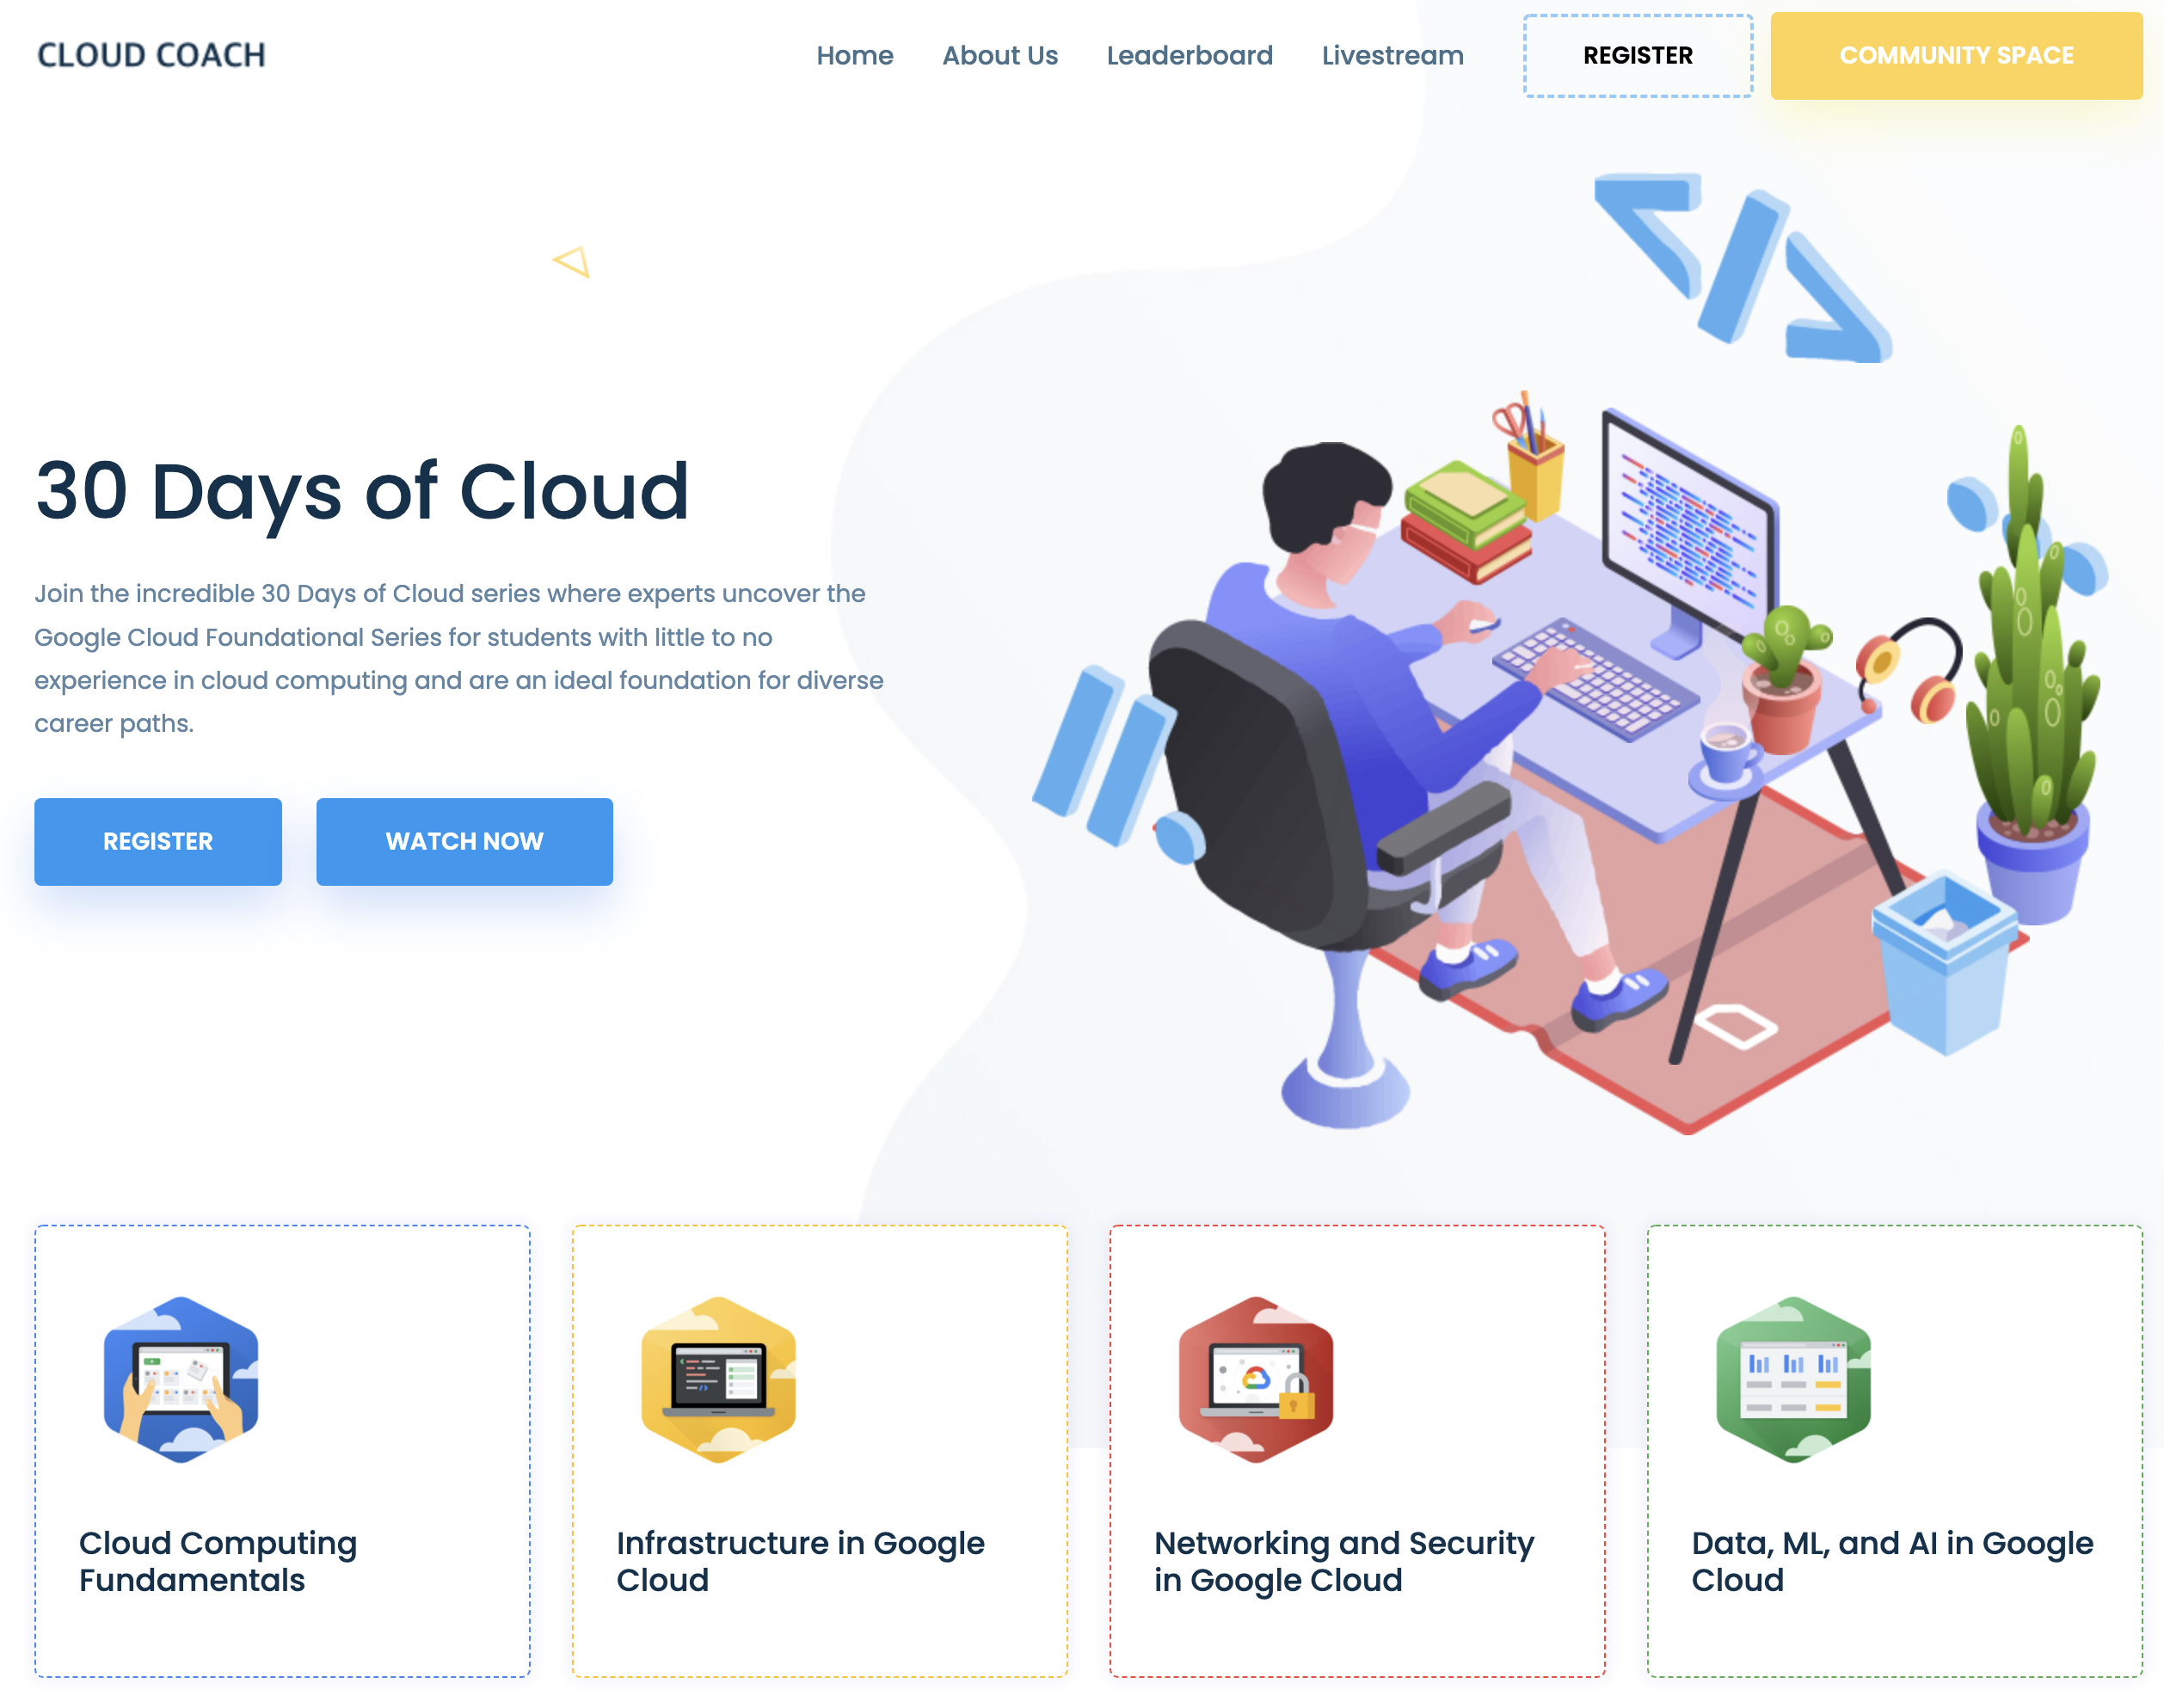 CLOUD COACH
Home About Us Leaderboard Livestream REGISTER COMMUNITY SPACE
30 Days of Cloud
Join the incredible 30 Days of Cloud series where experts uncover the
Google Cloud Foundational Series for students with little to no
experience in cloud computing and are an ideal foundation for diverse
career paths.
REGISTER WATCH NOW
Cloud Computing
Fundamentals
Infrastructure in Google
Cloud
Networking and Security
in Google Cloud
Data, ML, and AI in Google
Cloud